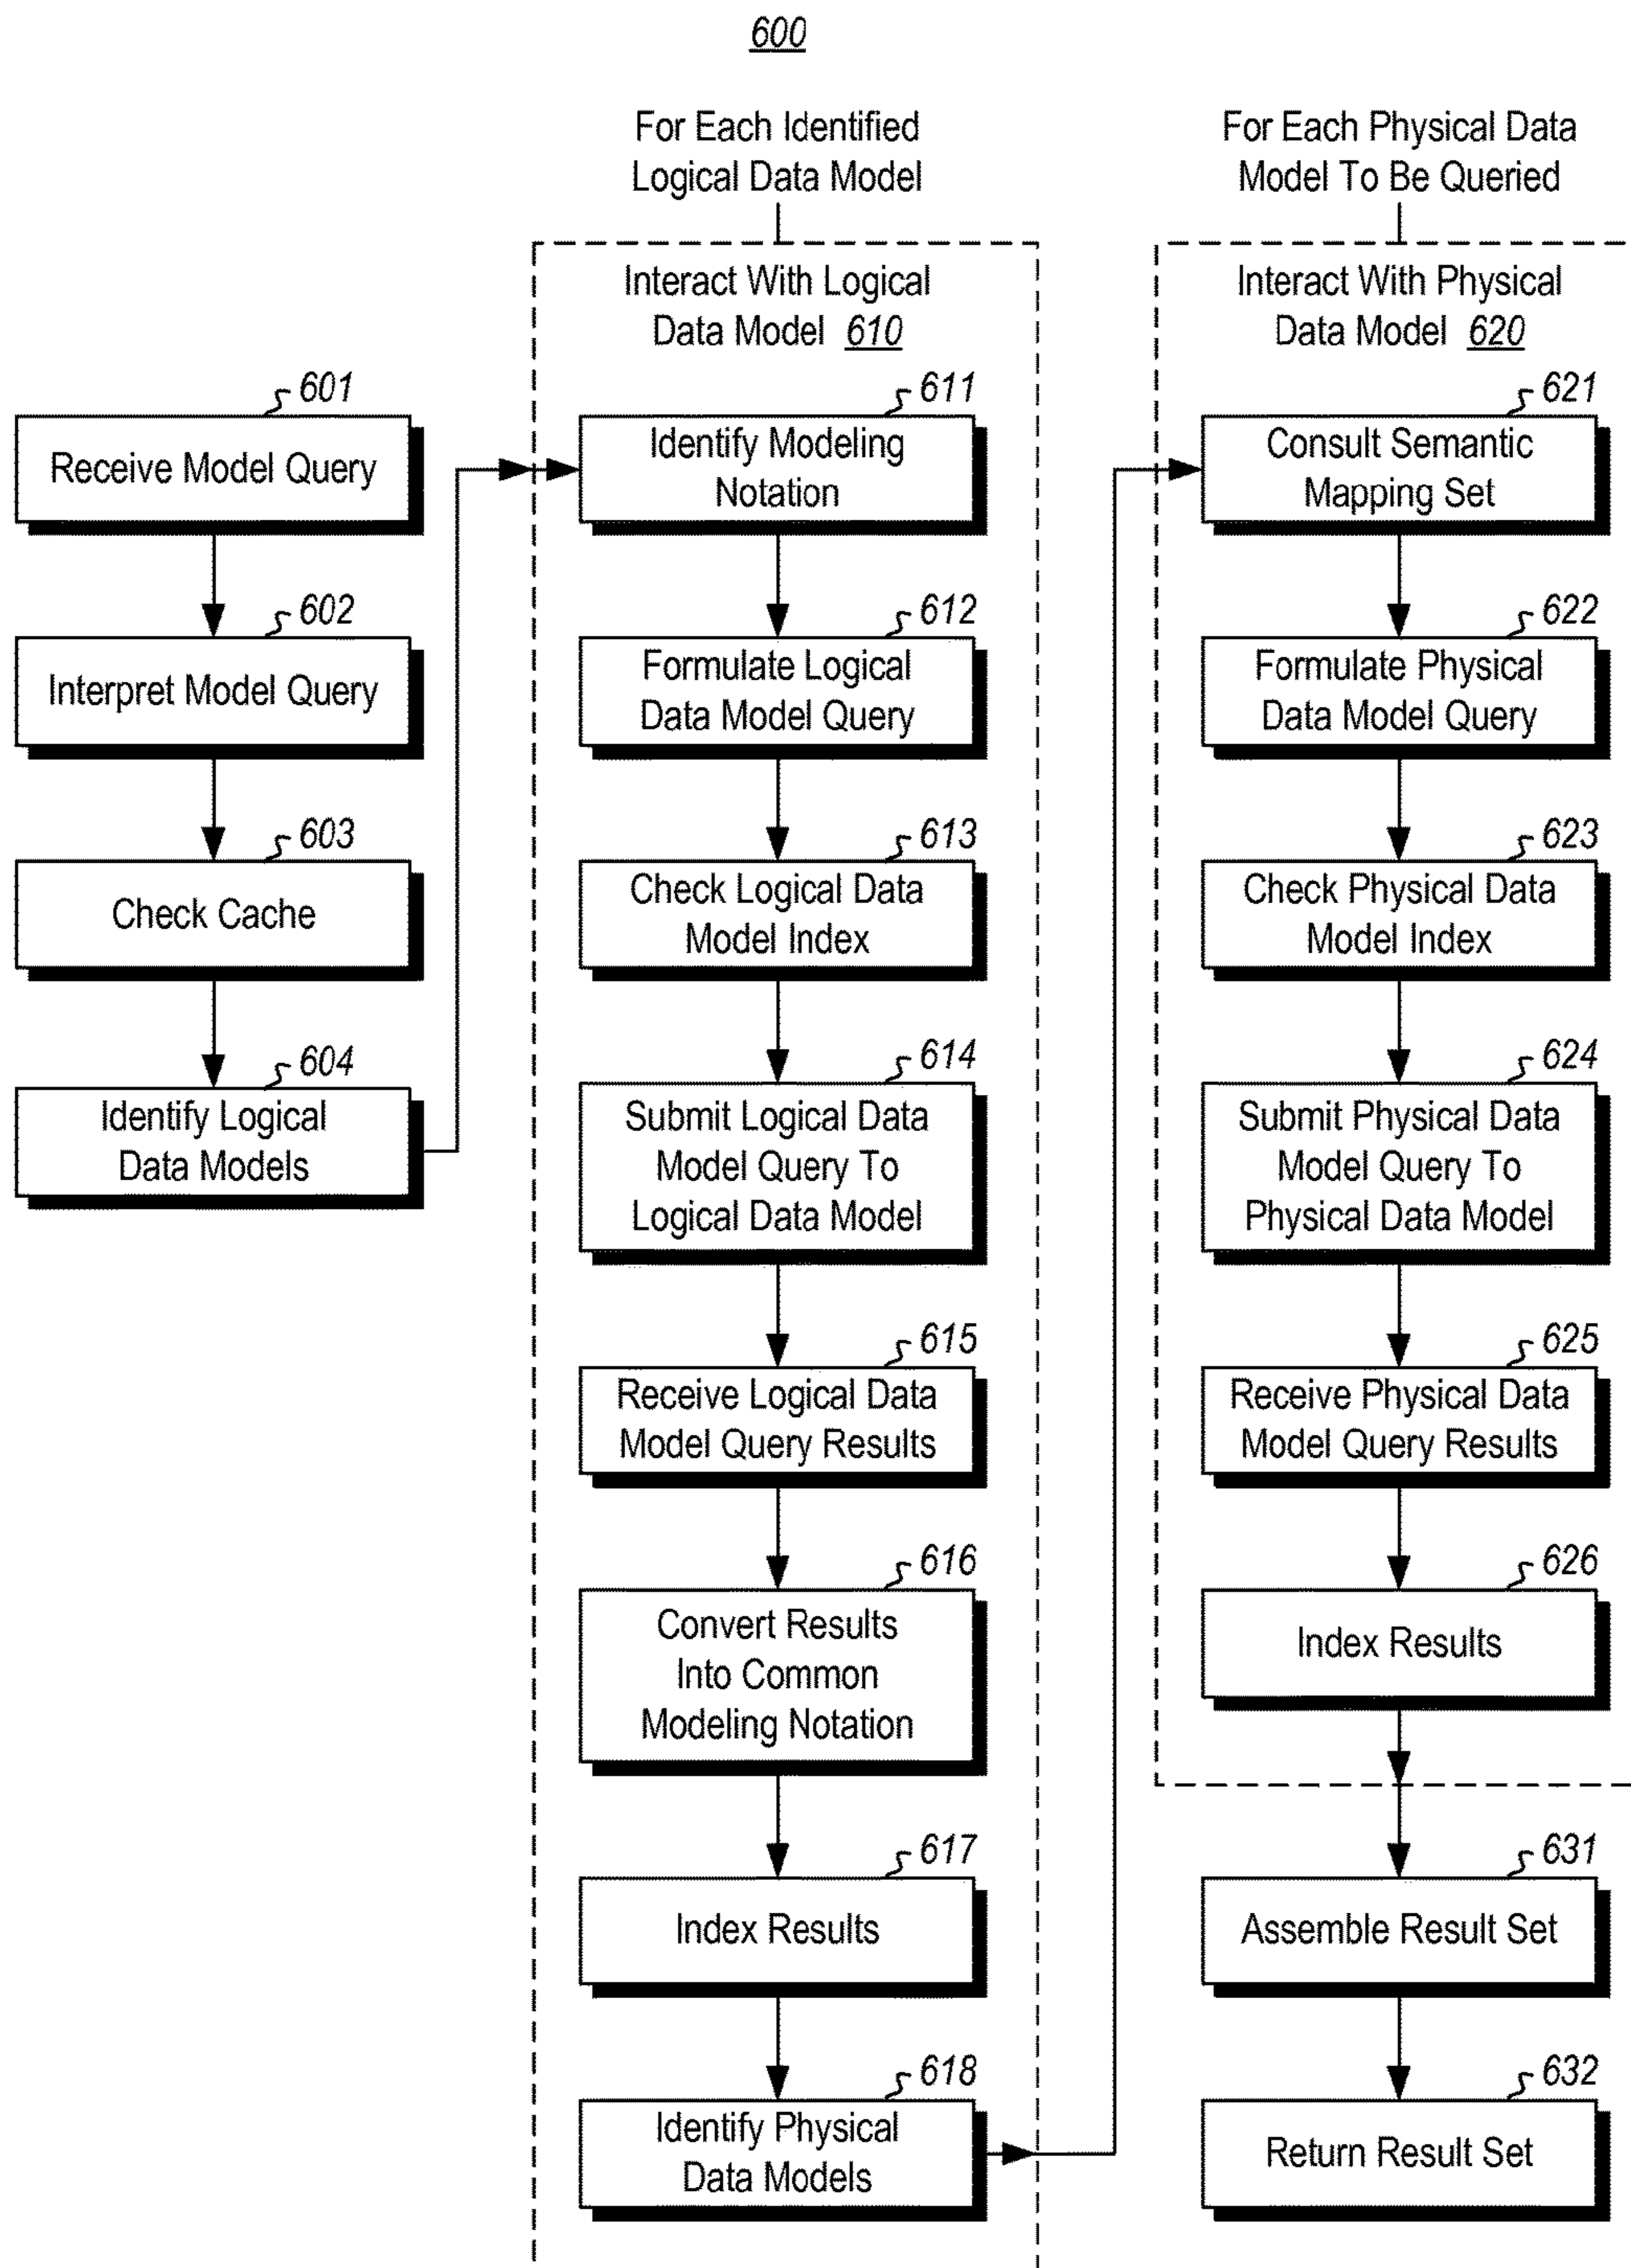 600
For Each Identified
Logical Data Model
For Each Physical Data
Model To Be Queried
601
Receive Model Query
602
Interpret Model Query
603
Check Cache
604
Identify Logical
Data Models
Interact With Logical
Data Model 610
611
Identify Modeling
Notation
612
Formulate Logical
Data Model Query
613
Check Logical Data
Model Index
614
Submit Logical Data
Model Query To
Logical Data Model
615
Receive Logical Data
Model Query Results
616
Convert Results
Into Common
Modeling Notation
617
Index Results
618
Identify Physical
Data Models
Interact With Physical
Data Model 620
621
Consult Semantic
Mapping Set
622
Formulate Physical
Data Model Query
623
Check Physical Data
Model Index
624
Submit Physical Data
Model Query To
Physical Data Model
625
Receive Physical Data
Model Query Results
626
Index Results
631
Assemble Result Set
632
Return Result Set